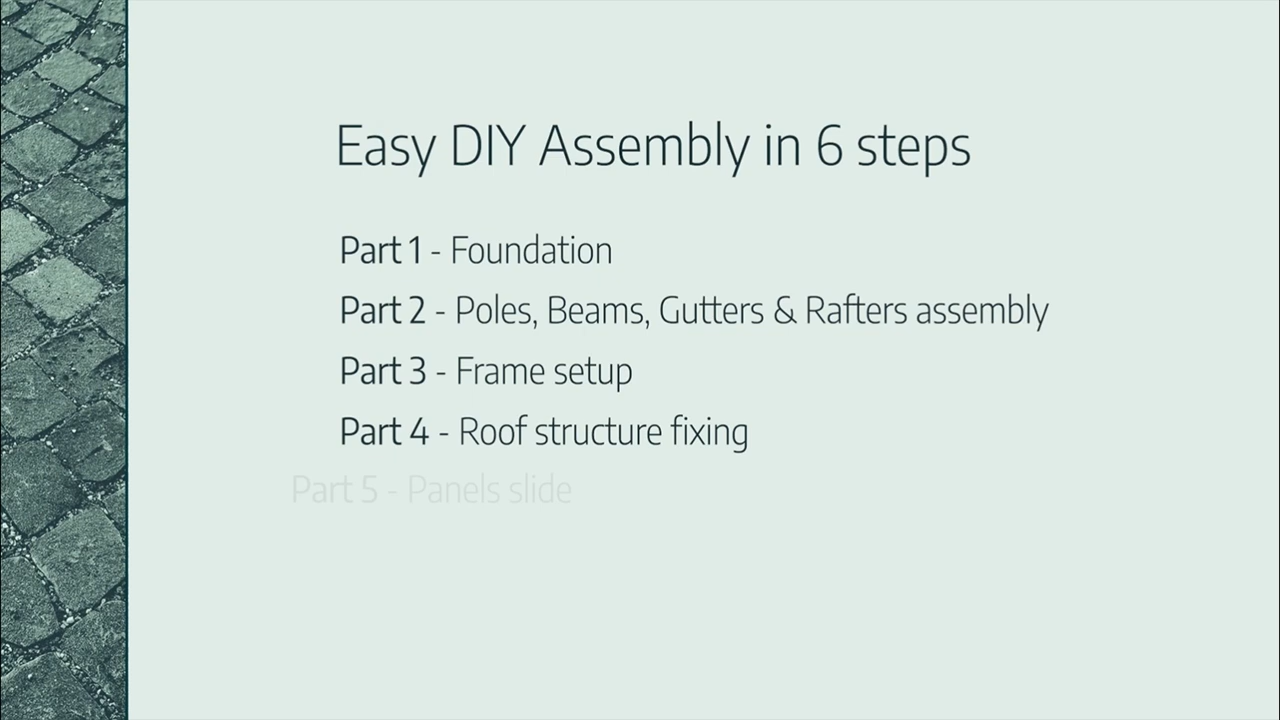 Easy DIY Assembly in 6 steps
Part 1 - Foundation
Part 2 - Poles, Beams, Gutters & Rafters assembly
Part 3 - Frame setup
Part 4 - Roof structure fixing
Part 5 - Panels slide